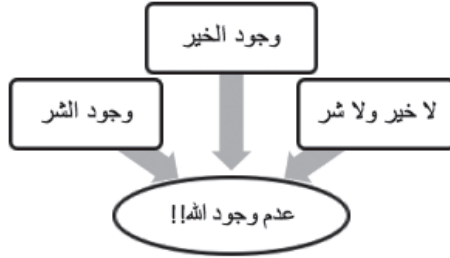 وجود الخير
لا خير ولا شر
وجود الشر
عدم وجود الله!!